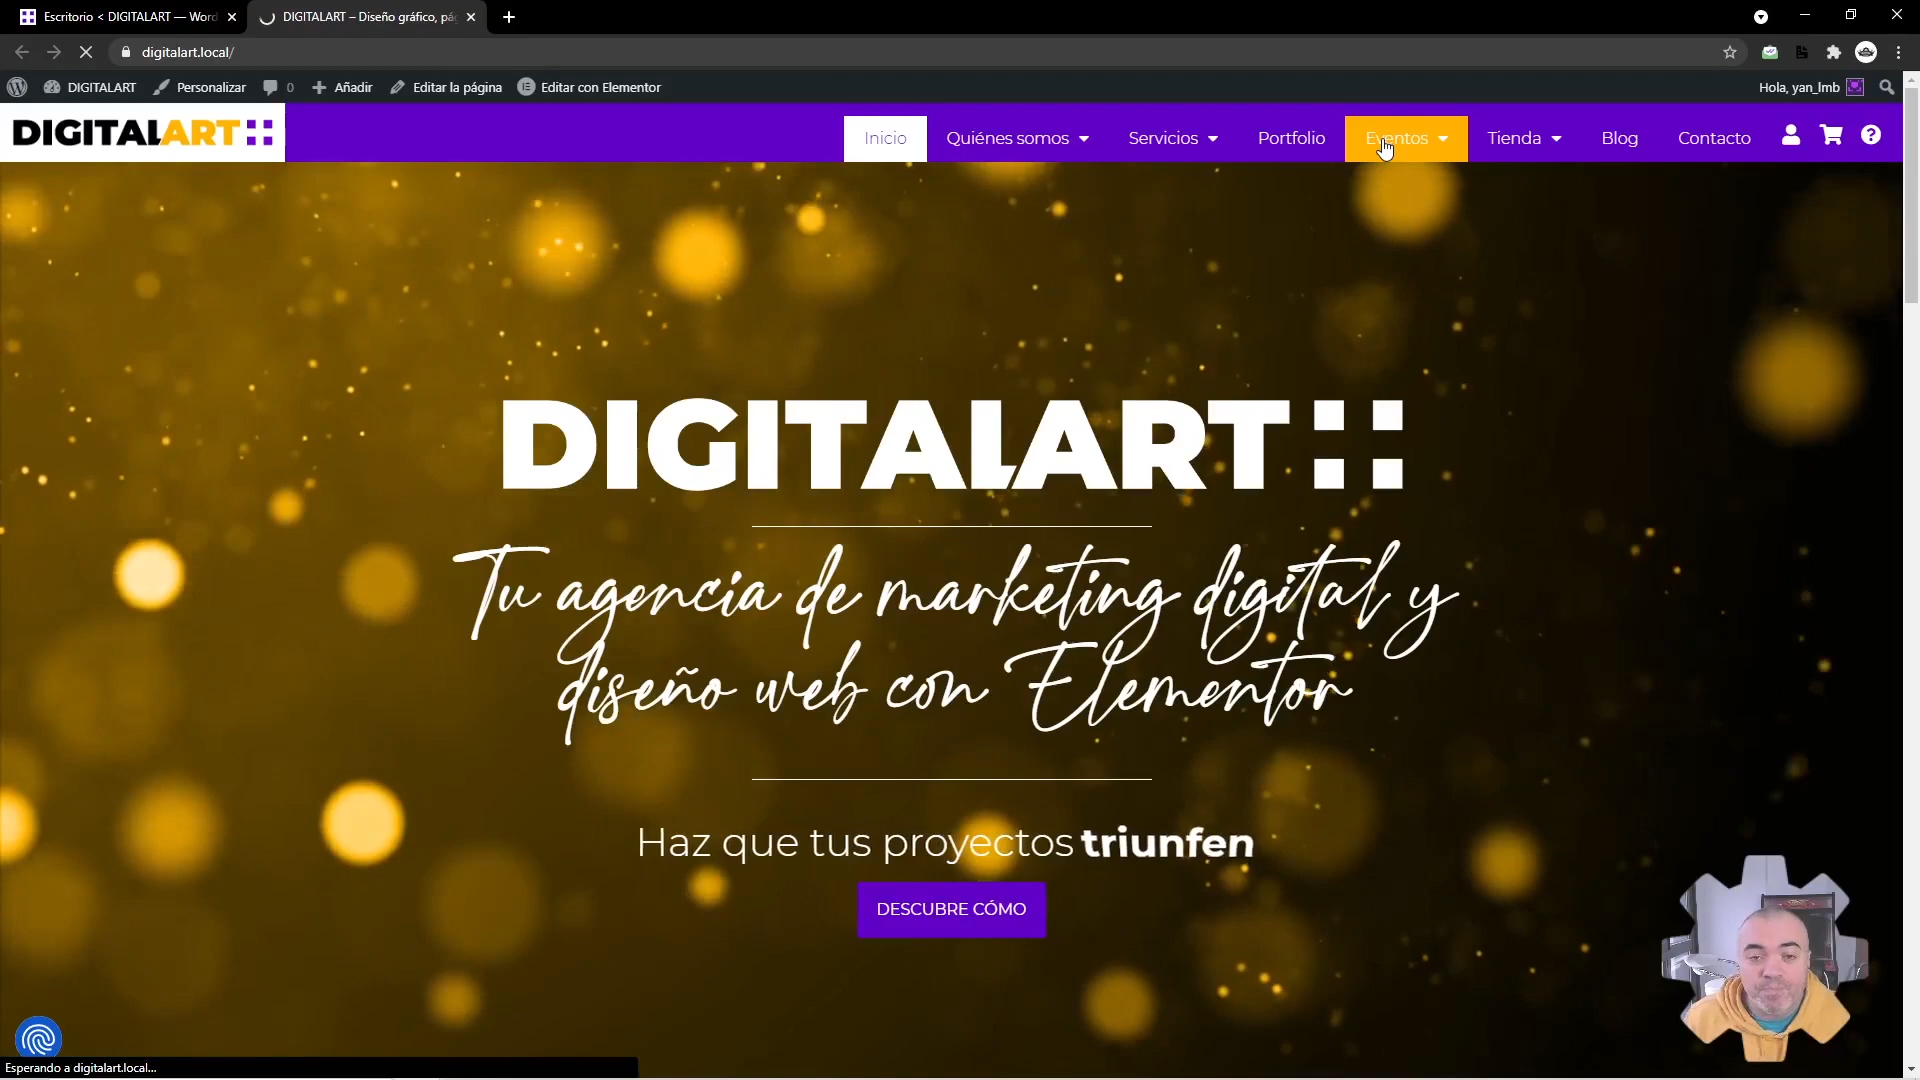 Escritorio < DIGITALART — Word
DIGITALART – Diseño gráfico, pág
digitalart.local/
DIGITALART
Personalizar
0
Añadir
Editar la página
Editar con Elementor
Hola, yan_lmb
DIGITALART
Inicio
Quiénes somos
Servicios
Portfolio
Eventos
Tienda
Blog
Contacto
DIGITALART
Tu agencia de marketing digital y
diseño web con Elementor
Haz que tus proyectos triunfen
DESCUBRE CÓMO
Esperando a digitalart.local...